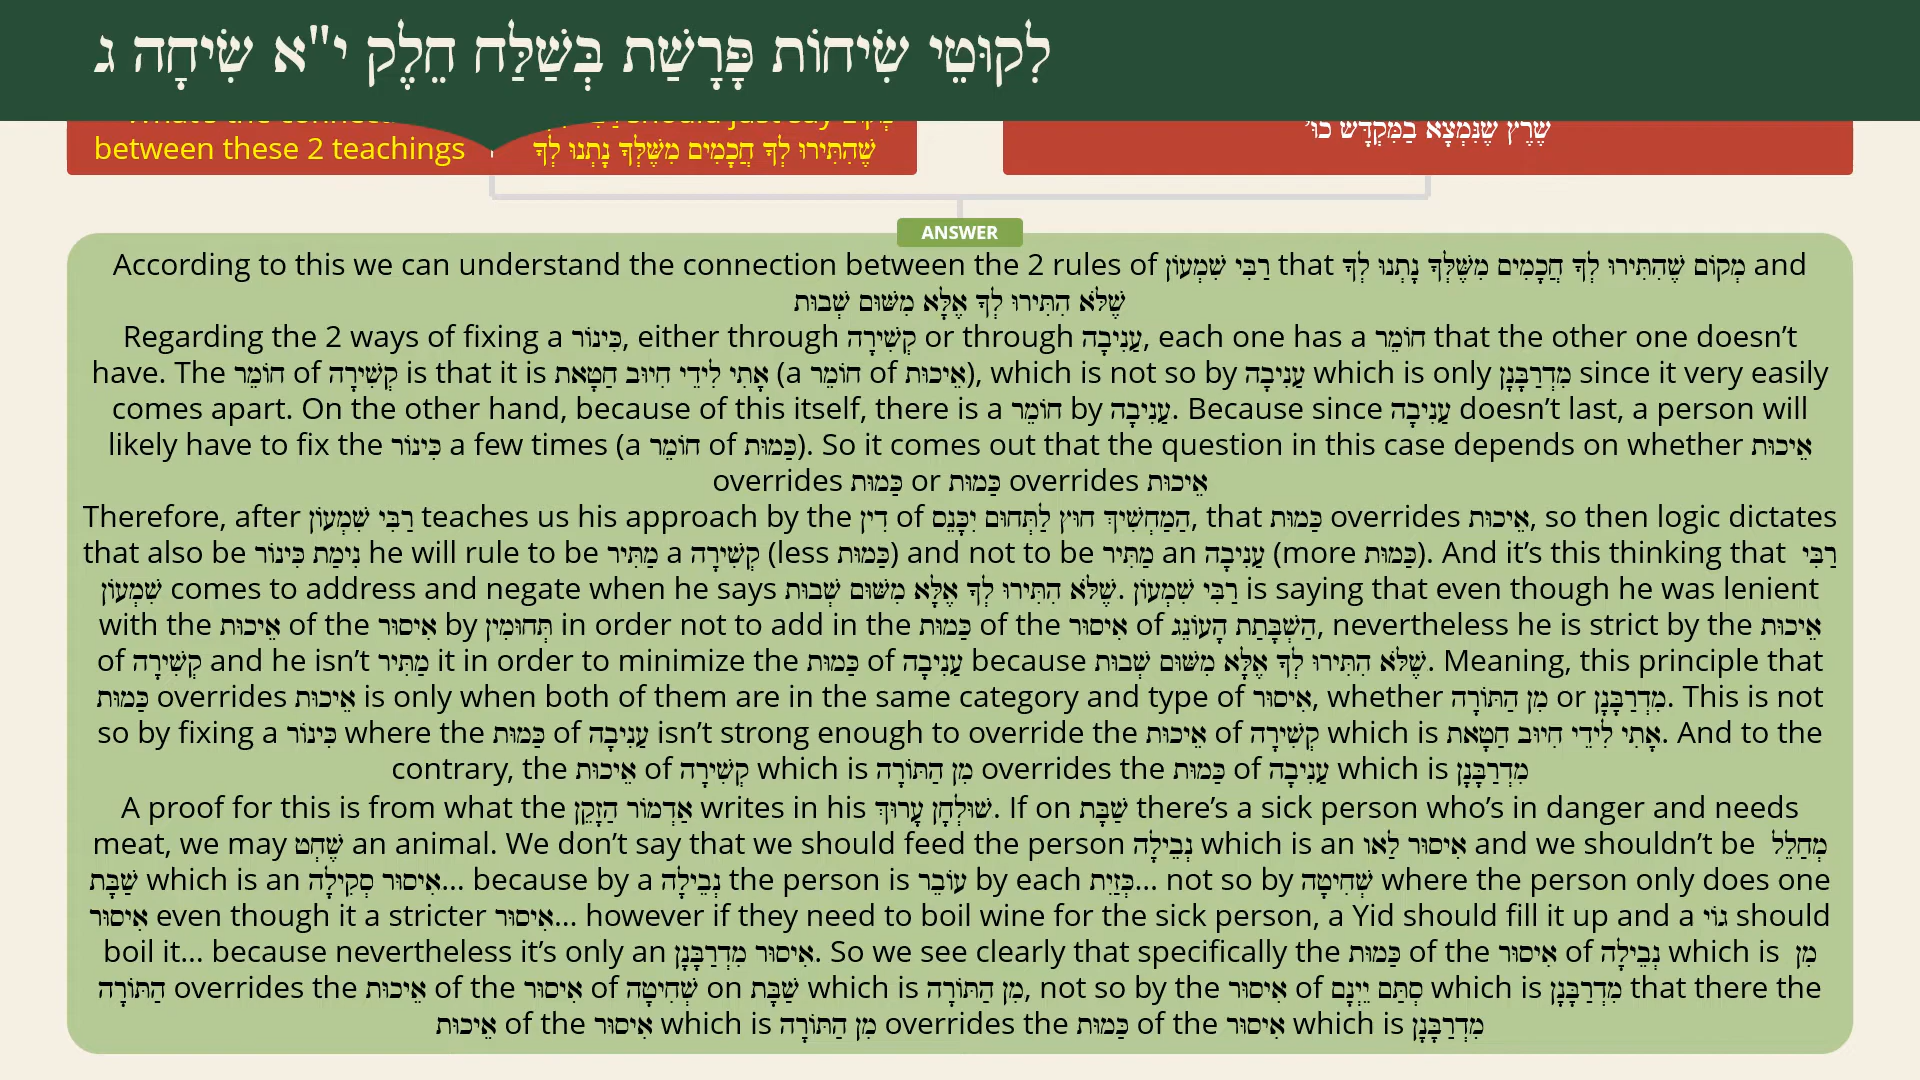 לִקוּטֵי שִׂיחוֹת פָּרָשַׁת בְּשַׁלַּח חֵלֶק י"א שִׂיחָה ג
between these 2 teachings
שֶׁהִתִּירוּ לְךָ חֲכָמִים מִשֶּׁלְּךָ נָתְנוּ לְךָ
שֶׁרֶץ שֶׁנִּמְצָא בַּמִּקְדָּשׁ כוּ'
ANSWER
According to this we can understand the connection between the 2 rules of רַבִּי שִׁמְעוֹן that מְקוֹם שֶׁהִתִּירוּ לְךָ חֲכָמִים מִשֶּׁלְּךָ נָתְנוּ לְךָ and
שֶׁלֹּא הִתִּירוּ לְךָ אֶלָּא מִשּׁוּם שְׁבוּת
Regarding the 2 ways of fixing a כִּינוֹר, either through קְשִׁירָה or through עֲנִיבָה, each one has a חוֹמֵר that the other one doesn’t
have. The חוֹמֵר of קְשִׁירָה is that it is אָתִי לִידֵי חִיוּב חַטָּאת (a חוֹמֵר of אֵיכוּת), which is not so by עֲנִיבָה which is only מִדְרַבָּנָן since it very easily
comes apart. On the other hand, because of this itself, there is a חוֹמֵר by עֲנִיבָה. Because since עֲנִיבָה doesn’t last, a person will
likely have to fix the כִּינוֹר a few times (a חוֹמֵר of כַּמוּת). So it comes out that the question in this case depends on whether אֵיכוּת
overrides כַּמוּת or כַּמוּת overrides אֵיכוּת
Therefore, after רַבִּי שִׁמְעוֹן teaches us his approach by the דִין of הַמַּחְשִׁיךְ חוּץ לַתְּחוּם יִכָּנֵס, that כַּמוּת overrides אֵיכוּת, so then logic dictates
that also be נִימַת כִּינוֹר he will rule to be מַתִּיר a קְשִׁירָה (less כַּמוּת) and not to be מַתִּיר an עֲנִיבָה (more כַּמוּת). And it’s this thinking that רַבִּי
שִׁמְעוֹן comes to address and negate when he says שֶׁלֹּא הִתִּירוּ לְךָ אֶלָּא מִשּׁוּם שְׁבוּת. רַבִּי שִׁמְעוֹן is saying that even though he was lenient
with the אֵיכוּת of the אִיסוּר by תְּחוּמִין in order not to add in the כַּמוּת of the אִיסוּר of הַשְׁבָּתַת הָעוֹנֶג, nevertheless he is strict by the אֵיכוּת
of קְשִׁירָה and he isn’t מַתִּיר it in order to minimize the כַּמוּת of עֲנִיבָה because שֶׁלֹּא הִתִּירוּ לְךָ אֶלָּא מִשּׁוּם שְׁבוּת. Meaning, this principle that
כַּמוּת overrides אֵיכוּת is only when both of them are in the same category and type of אִיסוּר, whether מִן הַתּוֹרָה or מִדְרַבָּנָן. This is not
so by fixing a כִּינוֹר where the כַּמוּת of עֲנִיבָה isn’t strong enough to override the אֵיכוּת of קְשִׁירָה which is אָתִי לִידֵי חִיוּב חַטָּאת. And to the
contrary, the אֵיכוּת of קְשִׁירָה which is מִן הַתּוֹרָה overrides the כַּמוּת of עֲנִיבָה which is מִדְרַבָּנָן
A proof for this is from what the אַדְמוֹר הַזָּקֵן writes in his שׁוּלְחָן עָרוּךְ. If on שַׁבָּת there’s a sick person who’s in danger and needs
meat, we may שֶׁחְט an animal. We don’t say that we should feed the person נְבֵילָה which is an אִיסוּר לַאו and we shouldn’t be מְחַלֵל
שַׁבָּת which is an אִיסוּר סְקִילָה... because by a נְבֵילָה the person is עוֹבֵר by each כְּזַיִת... not so by שְׁחִיטָה where the person only does one
אִיסוּר even though it a stricter אִיסוּר... however if they need to boil wine for the sick person, a Yid should fill it up and a גוֹי should
boil it... because nevertheless it’s only an אִיסוּר מִדְרַבָּנָן. So we see clearly that specifically the כַּמוּת of the אִיסוּר of נְבֵילָה which is מִן
הַתּוֹרָה overrides the אֵיכוּת of the אִיסוּר of שְׁחִיטָה on שַׁבָּת which is מִן הַתּוֹרָה, not so by the אִיסוּר of סְתַּם יֵינָם which is מִדְרַבָּנָן that there the
אֵיכוּת of the אִיסוּר which is מִן הַתּוֹרָה overrides the כַּמוּת of the אִיסוּר which is מִדְרַבָּנָן